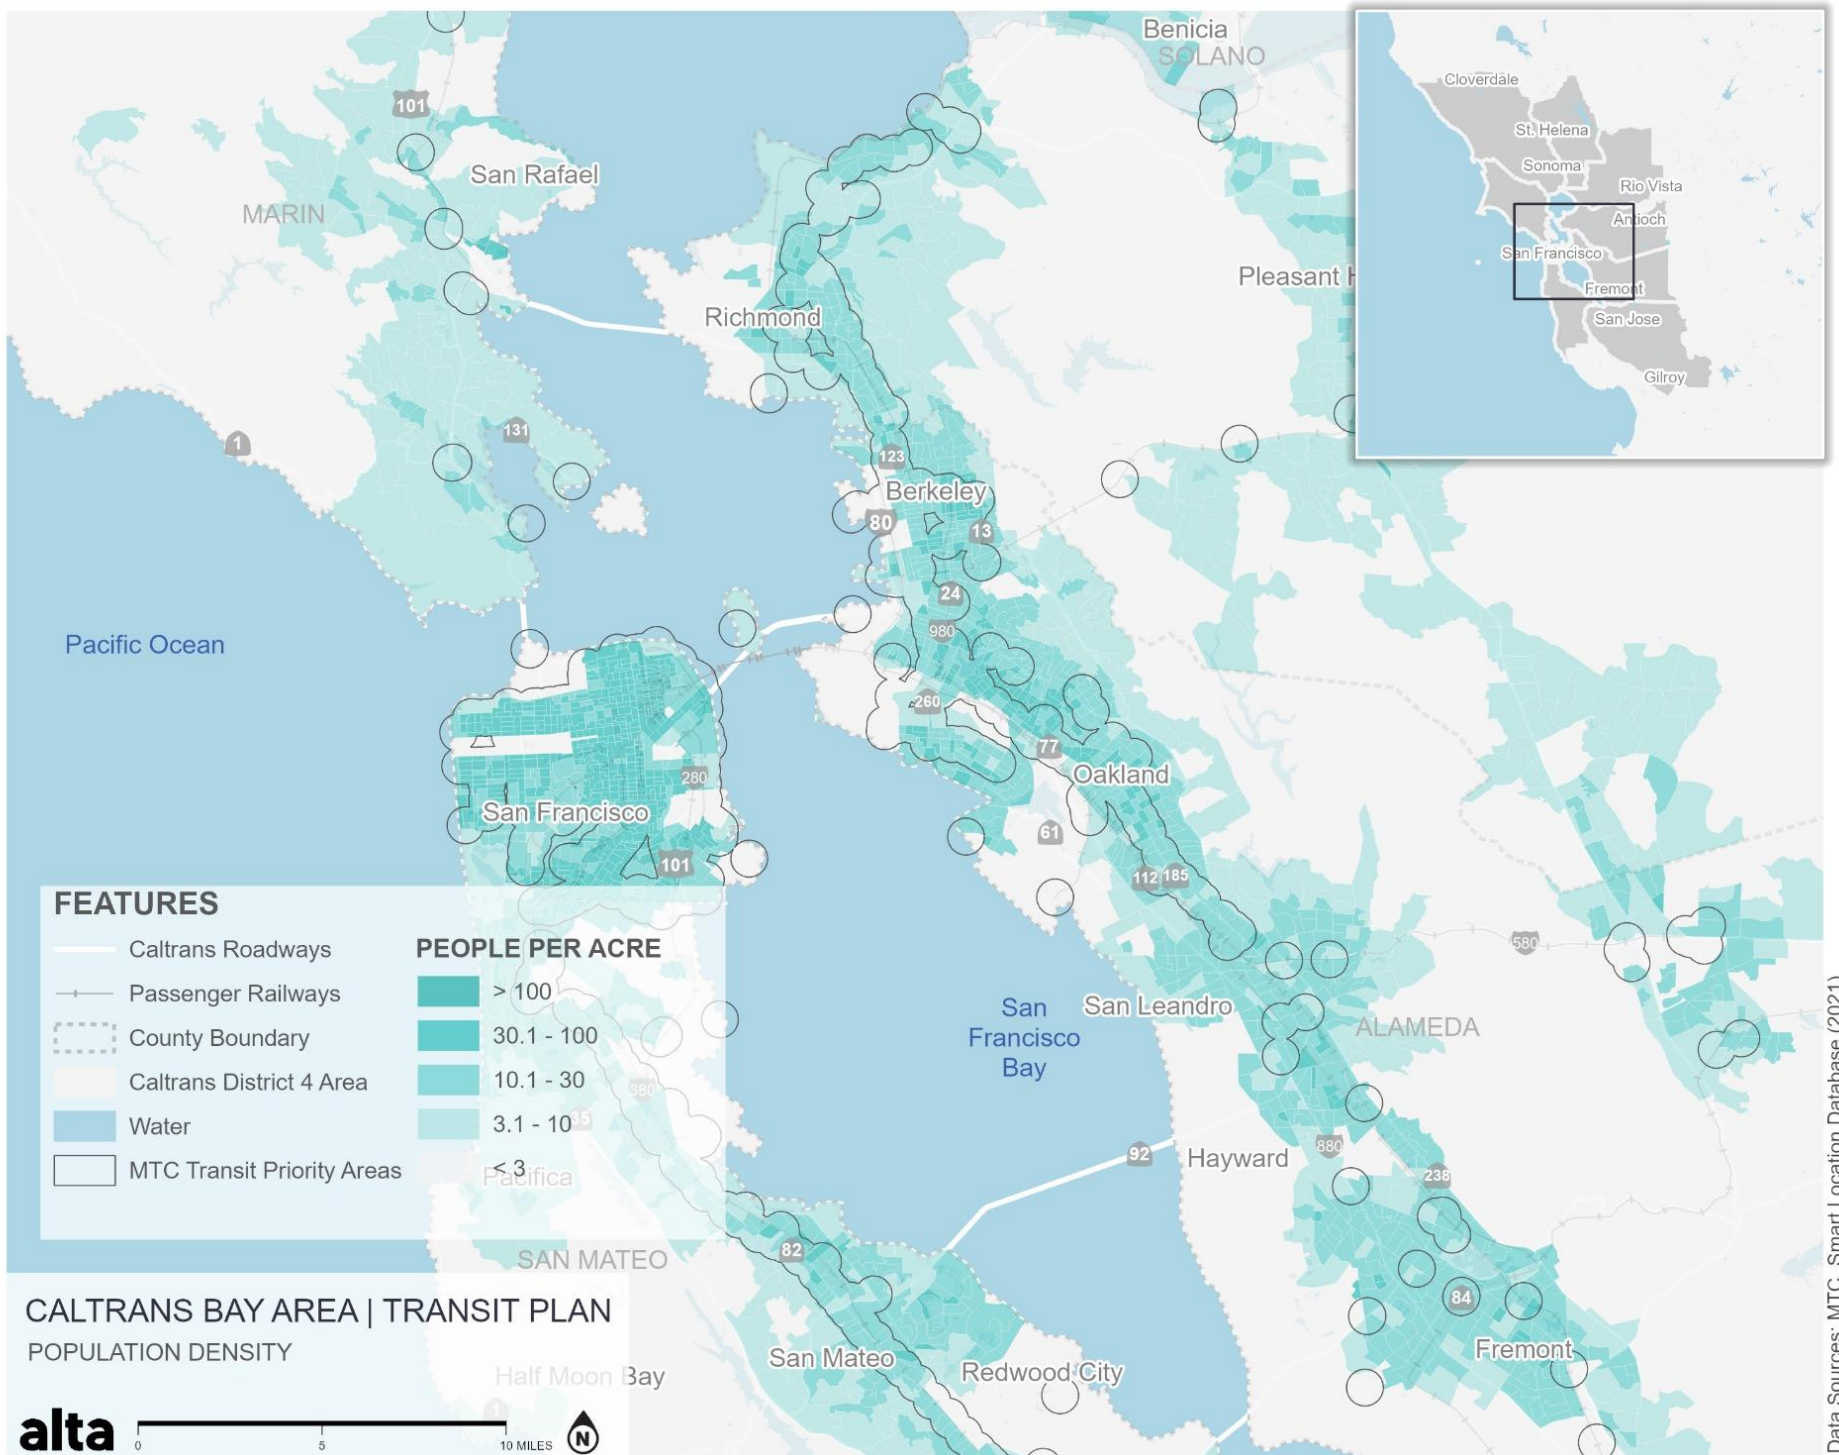 Benicia
SOLANO
101
San Rafael
MARIN
Richmond
Pleasant H
131
1
123
Berkeley
80
13
24
980
Pacific Ocean
260
77
Oakland
280
San Francisco
61
101
112
185
580
San Leandro
ALAMEDA
San
Francisco
Bay
380
35
92
Hayward
880
238
Pacifica
82
SAN MATEO
84
Fremont
San Mateo
Redwood City
Half Moon Bay
1
Cloverdale
St. Helena
Sonoma
Rio Vista
Antioch
San Francisco
Fremont
San Jose
Gilroy
FEATURES
Caltrans Roadways
Passenger Railways
County Boundary
Caltrans District 4 Area
Water
MTC Transit Priority Areas
PEOPLE PER ACRE
> 100
30.1 - 100
10.1 - 30
3.1 - 10
< 3
CALTRANS BAY AREA | TRANSIT PLAN
POPULATION DENSITY
alta
0 5 10 MILES
N
Data Sources: MTC, Smart Location Database (2021)